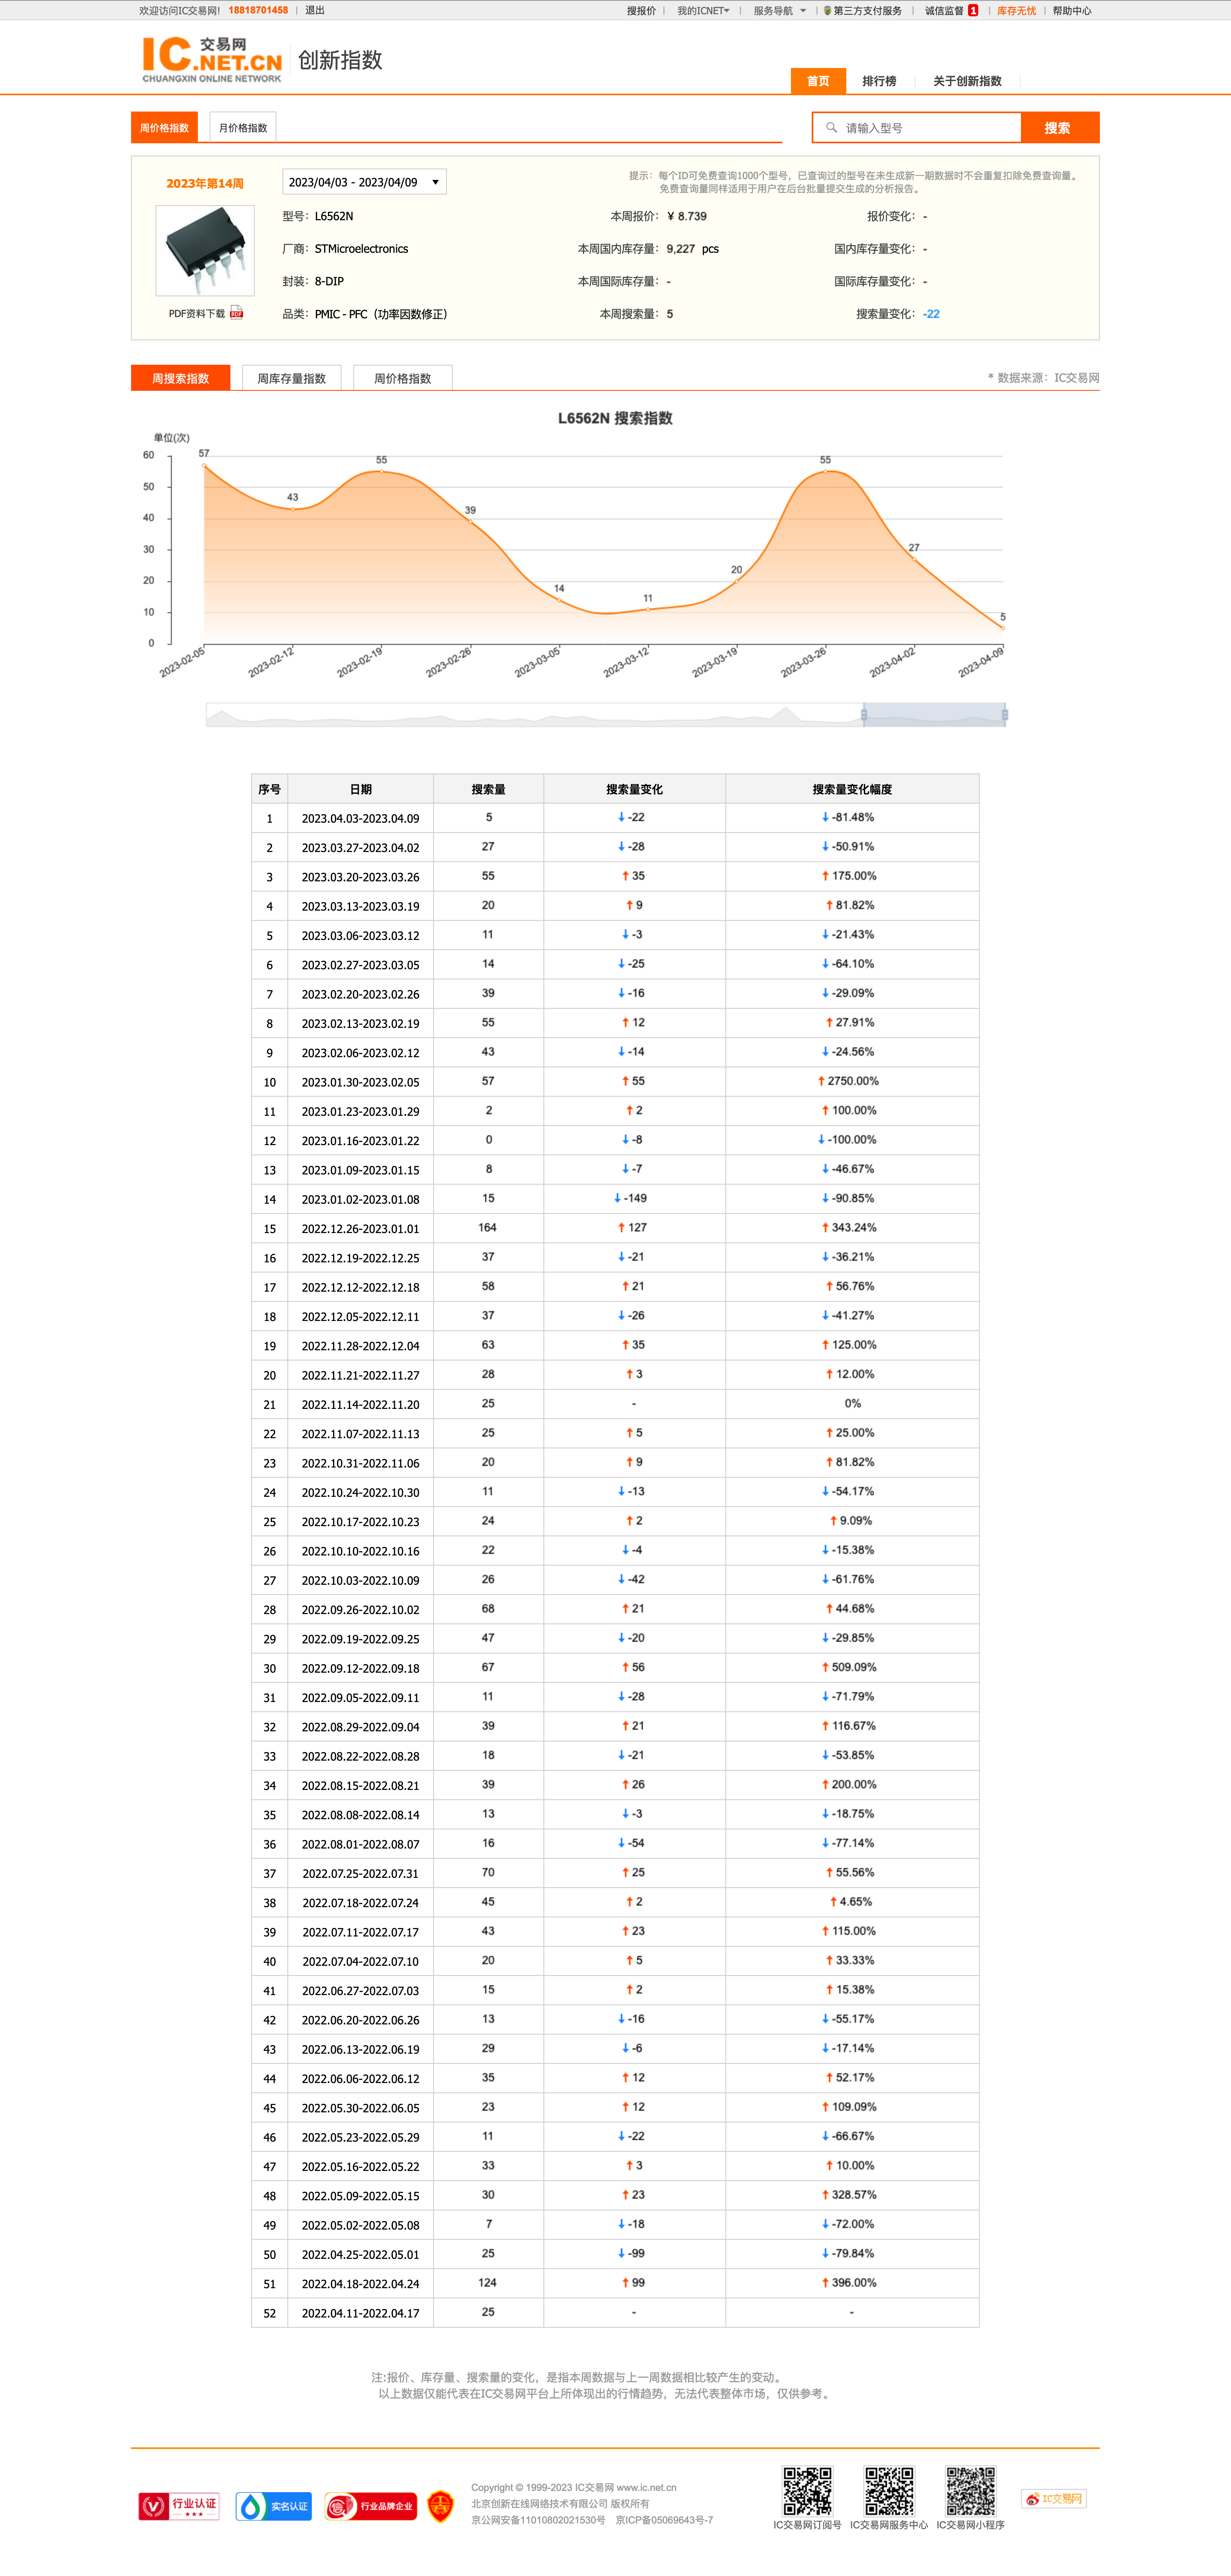 欢迎访问IC交易网! 18818701458 | 退出 搜报价 | 我的ICNET | 服务导航 | 第三方支付服务 | 诚信监督 1 | 库存无忧 | 帮助中心
IC 交易网 .NET.CN
CHUANGXIN ONLINE NETWORK
创新指数
首页 排行榜 关于创新指数
周价格指数 月价格指数 请输入型号 搜索
2023年第14周 2023/04/03 - 2023/04/09 ▼
提示：每个ID可免费查询1000个型号，已查询过的型号在未生成新一期数据时不会重复扣除免费查询量。
免费查询量同样适用于用户在后台批量提交生成的分析报告。
型号：L6562N 本周报价：¥ 8.739 报价变化：-
厂商：STMicroelectronics 本周国内库存量：9,227 pcs 国内库存量变化：-
封装：8-DIP 本周国际库存量：- 国际库存量变化：-
PDF资料下载 PDF 品类：PMIC - PFC（功率因数修正） 本周搜索量：5 搜索量变化：-22
周搜索指数 周库存量指数 周价格指数 * 数据来源：IC交易网
L6562N 搜索指数
单位(次)
60
50
40
30
20
10
0
57 43 55 39 14 11 20 55 27 5
2023-02-05 2023-02-12 2023-02-19 2023-02-26 2023-03-05 2023-03-12 2023-03-19 2023-03-26 2023-04-02 2023-04-09
序号 日期 搜索量 搜索量变化 搜索量变化幅度
1 2023.04.03-2023.04.09 5 ↓ -22 ↓ -81.48%
2 2023.03.27-2023.04.02 27 ↓ -28 ↓ -50.91%
3 2023.03.20-2023.03.26 55 ↑ 35 ↑ 175.00%
4 2023.03.13-2023.03.19 20 ↑ 9 ↑ 81.82%
5 2023.03.06-2023.03.12 11 ↓ -3 ↓ -21.43%
6 2023.02.27-2023.03.05 14 ↓ -25 ↓ -64.10%
7 2023.02.20-2023.02.26 39 ↓ -16 ↓ -29.09%
8 2023.02.13-2023.02.19 55 ↑ 12 ↑ 27.91%
9 2023.02.06-2023.02.12 43 ↓ -14 ↓ -24.56%
10 2023.01.30-2023.02.05 57 ↑ 55 ↑ 2750.00%
11 2023.01.23-2023.01.29 2 ↑ 2 ↑ 100.00%
12 2023.01.16-2023.01.22 0 ↓ -8 ↓ -100.00%
13 2023.01.09-2023.01.15 8 ↓ -7 ↓ -46.67%
14 2023.01.02-2023.01.08 15 ↓ -149 ↓ -90.85%
15 2022.12.26-2023.01.01 164 ↑ 127 ↑ 343.24%
16 2022.12.19-2022.12.25 37 ↓ -21 ↓ -36.21%
17 2022.12.12-2022.12.18 58 ↑ 21 ↑ 56.76%
18 2022.12.05-2022.12.11 37 ↓ -26 ↓ -41.27%
19 2022.11.28-2022.12.04 63 ↑ 35 ↑ 125.00%
20 2022.11.21-2022.11.27 28 ↑ 3 ↑ 12.00%
21 2022.11.14-2022.11.20 25 - 0%
22 2022.11.07-2022.11.13 25 ↑ 5 ↑ 25.00%
23 2022.10.31-2022.11.06 20 ↑ 9 ↑ 81.82%
24 2022.10.24-2022.10.30 11 ↓ -13 ↓ -54.17%
25 2022.10.17-2022.10.23 24 ↑ 2 ↑ 9.09%
26 2022.10.10-2022.10.16 22 ↓ -4 ↓ -15.38%
27 2022.10.03-2022.10.09 26 ↓ -42 ↓ -61.76%
28 2022.09.26-2022.10.02 68 ↑ 21 ↑ 44.68%
29 2022.09.19-2022.09.25 47 ↓ -20 ↓ -29.85%
30 2022.09.12-2022.09.18 67 ↑ 56 ↑ 509.09%
31 2022.09.05-2022.09.11 11 ↓ -28 ↓ -71.79%
32 2022.08.29-2022.09.04 39 ↑ 21 ↑ 116.67%
33 2022.08.22-2022.08.28 18 ↓ -21 ↓ -53.85%
34 2022.08.15-2022.08.21 39 ↑ 26 ↑ 200.00%
35 2022.08.08-2022.08.14 13 ↓ -3 ↓ -18.75%
36 2022.08.01-2022.08.07 16 ↓ -54 ↓ -77.14%
37 2022.07.25-2022.07.31 70 ↑ 25 ↑ 55.56%
38 2022.07.18-2022.07.24 45 ↑ 2 ↑ 4.65%
39 2022.07.11-2022.07.17 43 ↑ 23 ↑ 115.00%
40 2022.07.04-2022.07.10 20 ↑ 5 ↑ 33.33%
41 2022.06.27-2022.07.03 15 ↑ 2 ↑ 15.38%
42 2022.06.20-2022.06.26 13 ↓ -16 ↓ -55.17%
43 2022.06.13-2022.06.19 29 ↓ -6 ↓ -17.14%
44 2022.06.06-2022.06.12 35 ↑ 12 ↑ 52.17%
45 2022.05.30-2022.06.05 23 ↑ 12 ↑ 109.09%
46 2022.05.23-2022.05.29 11 ↓ -22 ↓ -66.67%
47 2022.05.16-2022.05.22 33 ↑ 3 ↑ 10.00%
48 2022.05.09-2022.05.15 30 ↑ 23 ↑ 328.57%
49 2022.05.02-2022.05.08 7 ↓ -18 ↓ -72.00%
50 2022.04.25-2022.05.01 25 ↓ -99 ↓ -79.84%
51 2022.04.18-2022.04.24 124 ↑ 99 ↑ 396.00%
52 2022.04.11-2022.04.17 25 - -
注:报价、库存量、搜索量的变化，是指本周数据与上一周数据相比较产生的变动。
以上数据仅能代表在IC交易网平台上所体现出的行情趋势，无法代表整体市场，仅供参考。
行业认证 实名认证 行业品牌企业
Copyright © 1999-2023 IC交易网 www.ic.net.cn
北京创新在线网络技术有限公司 版权所有
京公网安备11010802021530号 京ICP备05069643号-7
IC交易网订阅号 IC交易网服务中心 IC交易网小程序
IC交易网